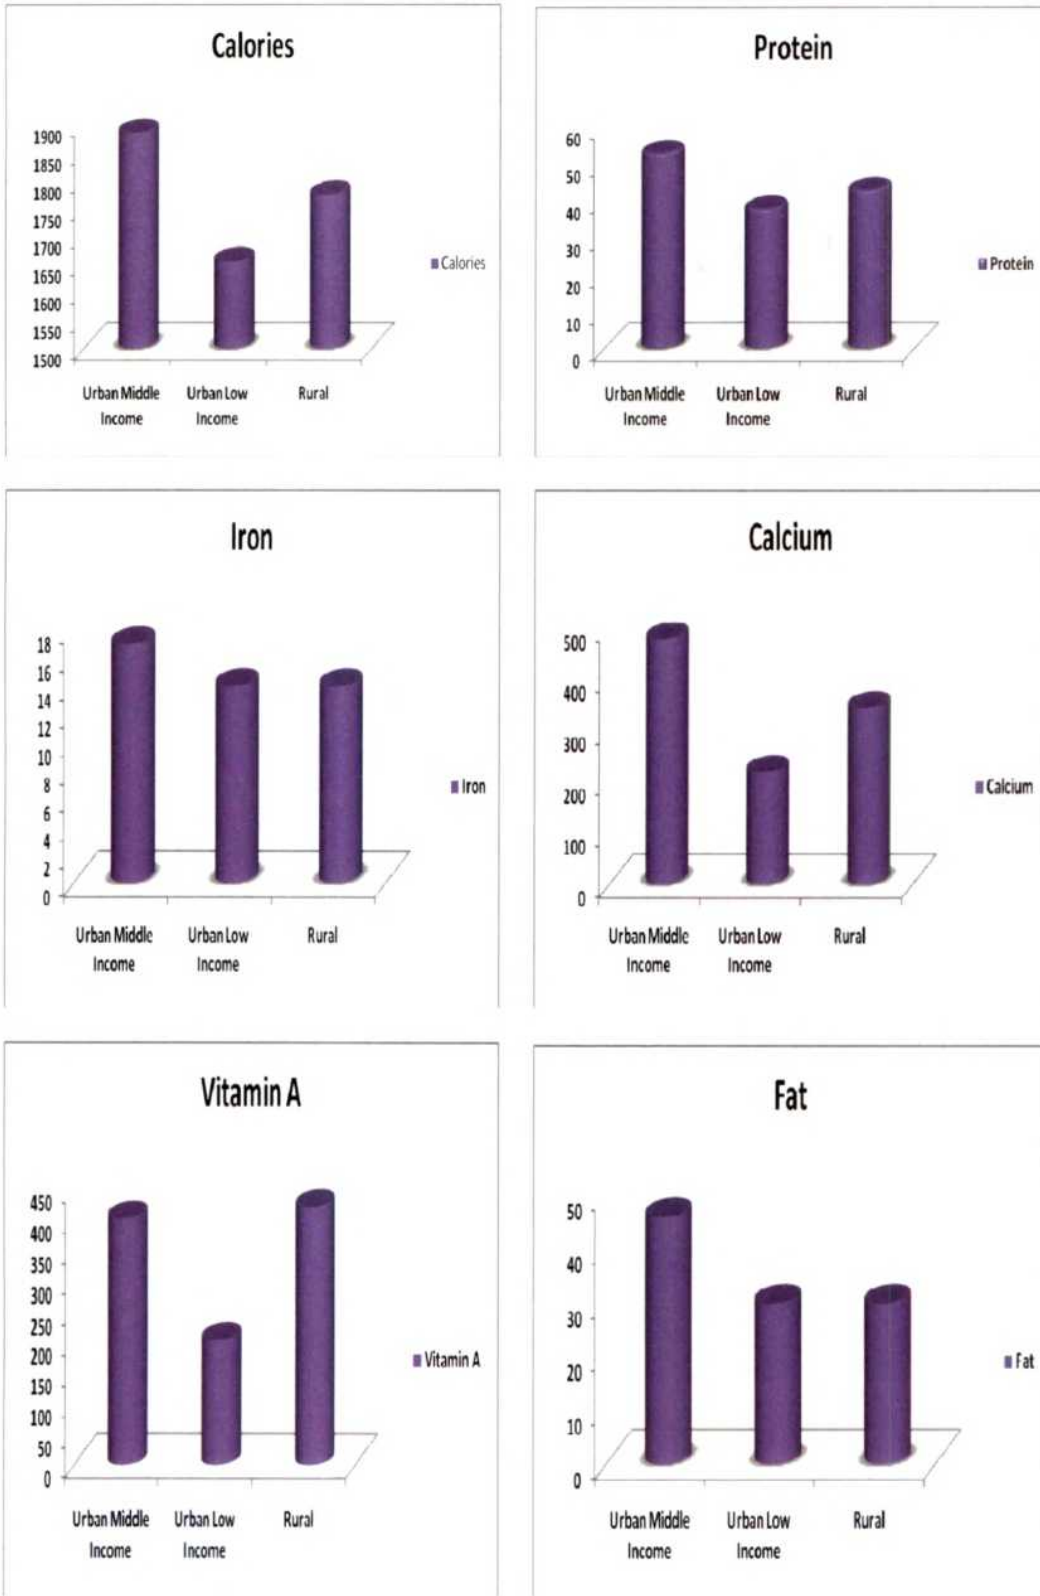 Calories
1900
1850
1800
1750
1700
1650
1600
1550
1500
Urban Middle Income
Urban Low Income
Rural
Calories
Protein
60
50
40
30
20
10
0
Urban Middle Income
Urban Low Income
Rural
Protein
Iron
18
16
14
12
10
8
6
4
2
0
Urban Middle Income
Urban Low Income
Rural
Iron
Calcium
500
400
300
200
100
0
Urban Middle Income
Urban Low Income
Rural
Calcium
Vitamin A
450
400
350
300
250
200
150
100
50
0
Urban Middle Income
Urban Low Income
Rural
Vitamin A
Fat
50
40
30
20
10
0
Urban Middle Income
Urban Low Income
Rural
Fat